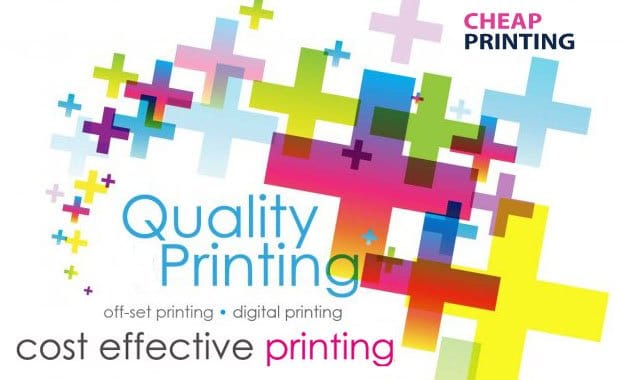 CHEAP
PRINTING
Quality
Printing
off-set printing • digital printing
cost effective printing